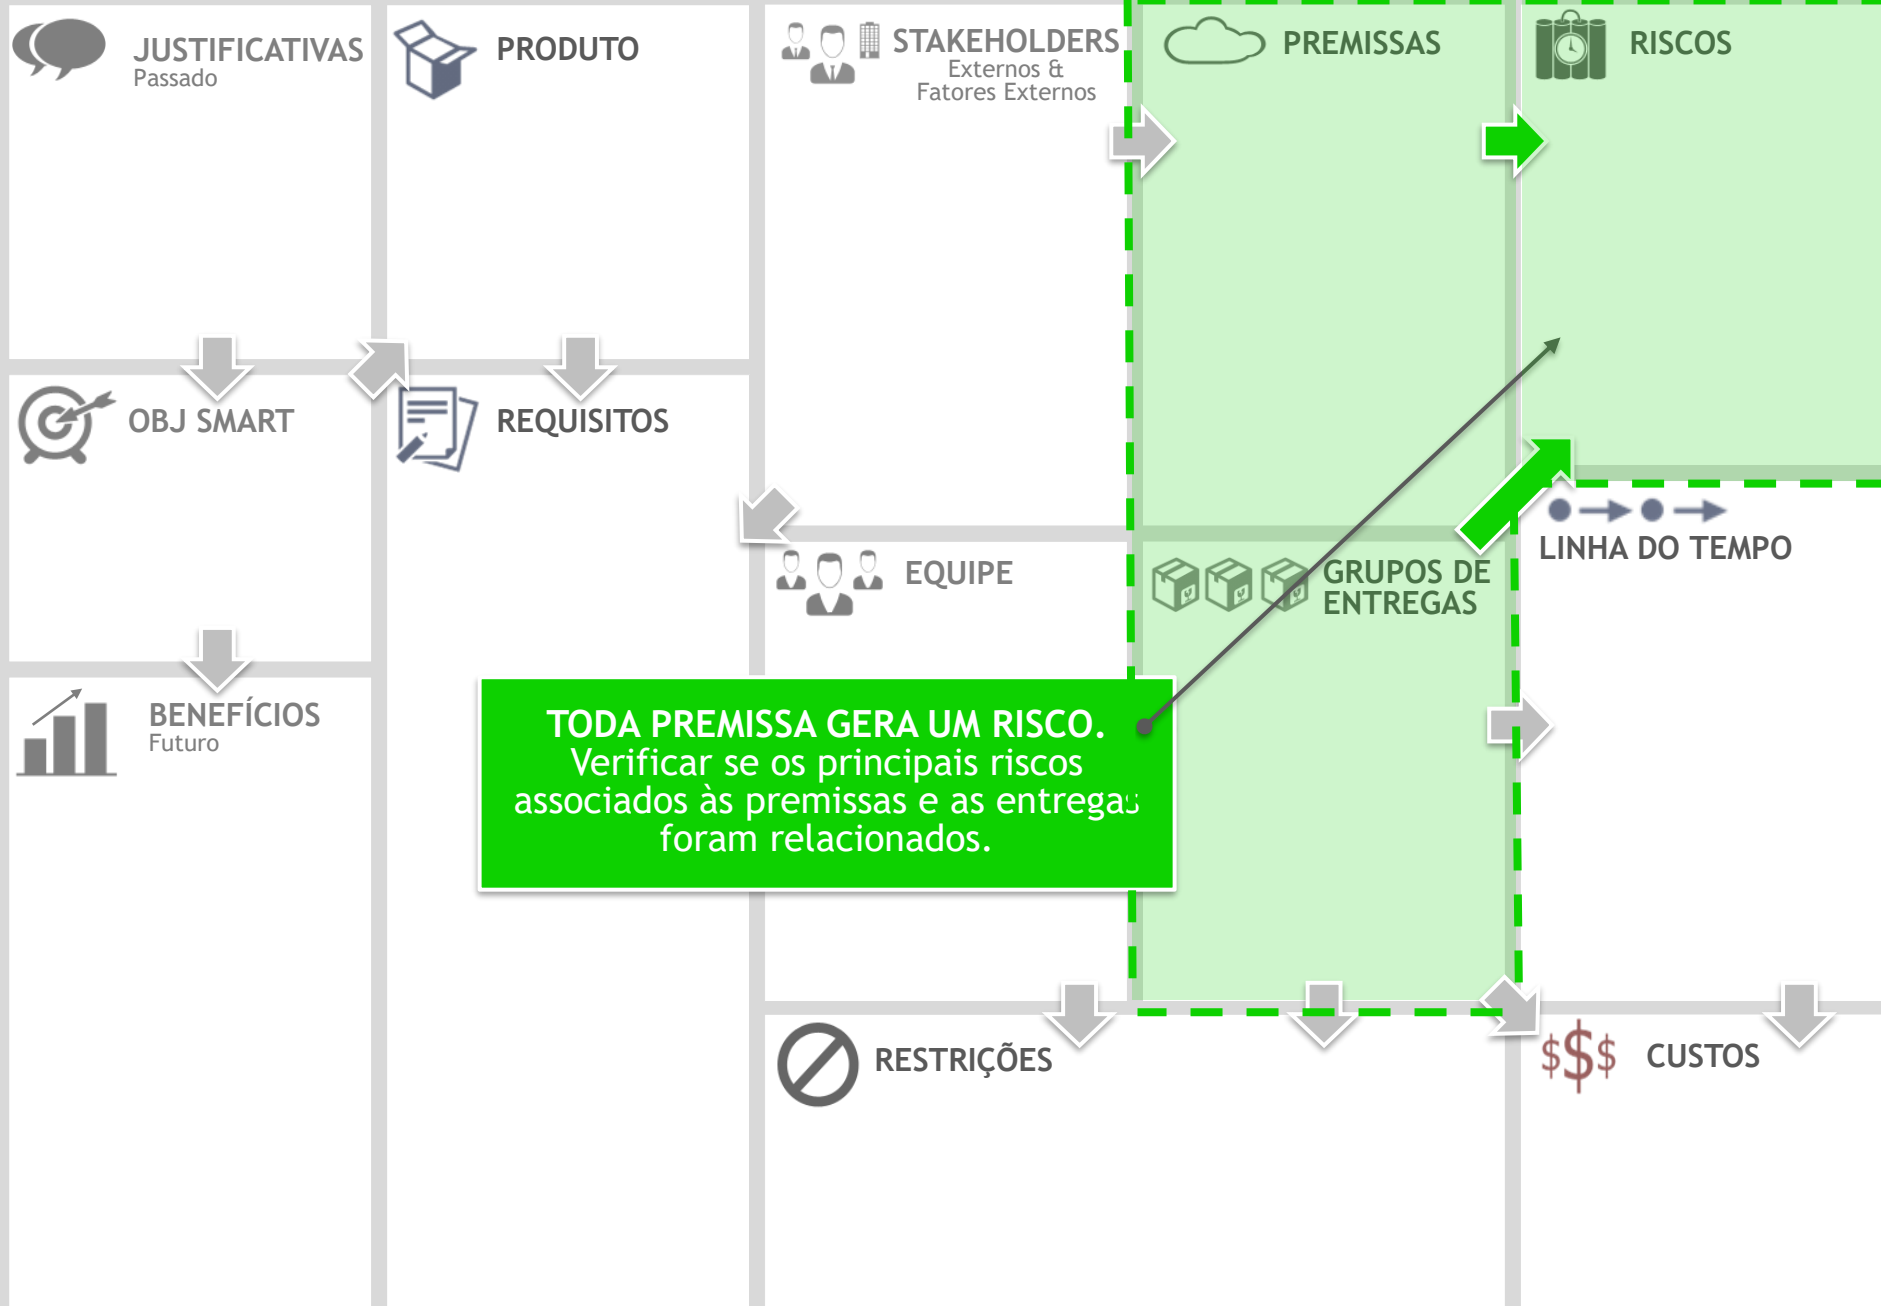 JUSTIFICATIVAS
Passado
PRODUTO
STAKEHOLDERS
Externos &
Fatores Externos
PREMISSAS
RISCOS
OBJ SMART
REQUISITOS
EQUIPE
GRUPOS DE
ENTREGAS
LINHA DO TEMPO
BENEFÍCIOS
Futuro
TODA PREMISSA GERA UM RISCO.
Verificar se os principais riscos
associados às premissas e as entregas
foram relacionados.
RESTRIÇÕES
$$$
CUSTOS